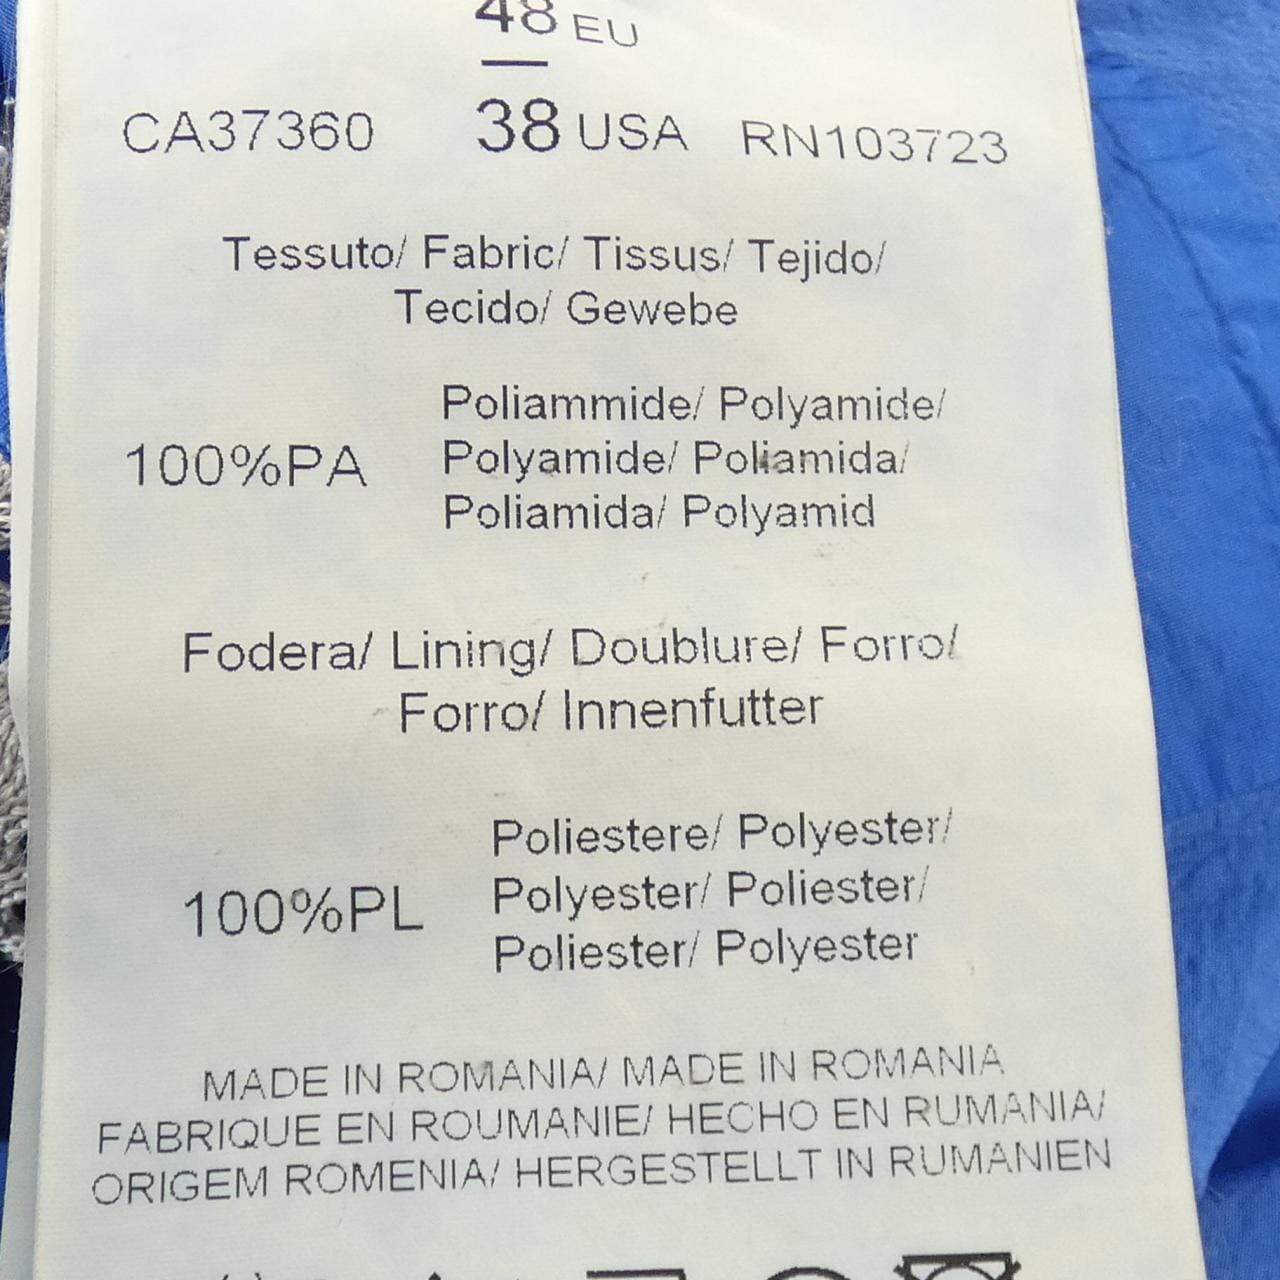 48 EU
CA37360 38 USA RN103723
Tessuto/ Fabric/ Tissus/ Tejido/
Tecido/ Gewebe
Poliammide/ Polyamide/
100%PA Polyamide/ Poliamida/
Poliamida/ Polyamid
Fodera/ Lining/ Doublure/ Forro/
Forro/ Innenfutter
Poliestere/ Polyester/
100%PL Polyester/ Poliester/
Poliester/ Polyester
MADE IN ROMANIA/ MADE IN ROMANIA
FABRIQUE EN ROUMANIE/ HECHO EN RUMANIA/
ORIGEM ROMENIA/ HERGESTELLT IN RUMANIEN